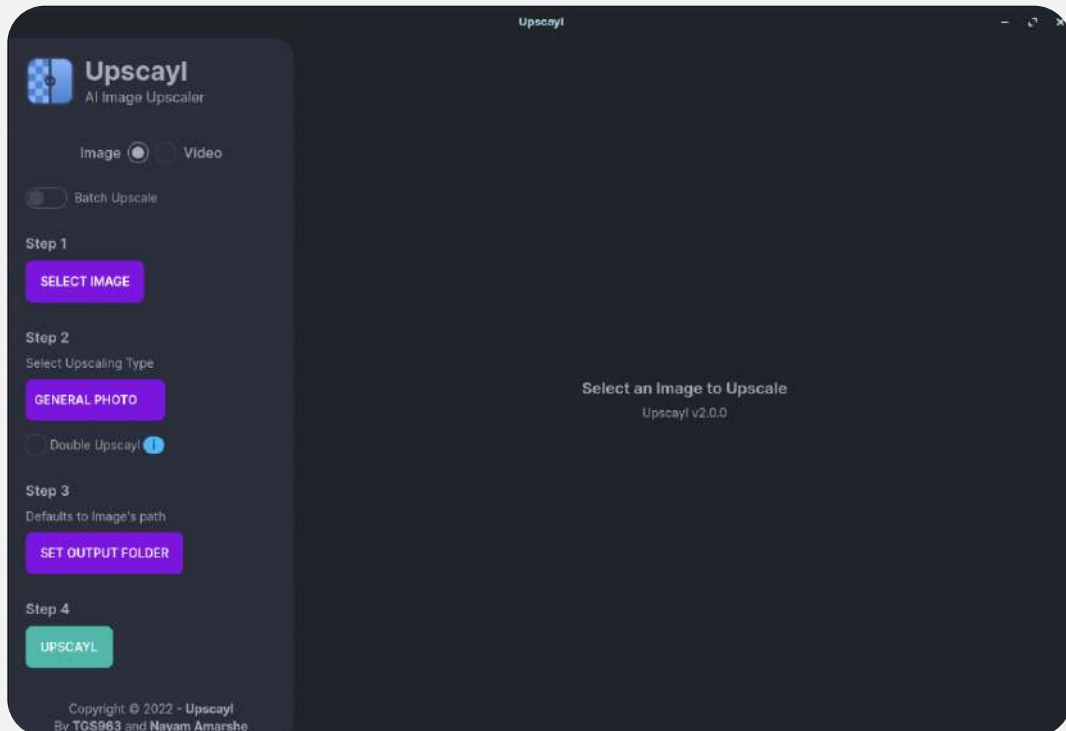 Upscayl
Upscayl
AI Image Upscaler
Image Video
Batch Upscale
Step 1
SELECT IMAGE
Step 2
Select Upscaling Type
GENERAL PHOTO
Double Upscayl i
Step 3
Defaults to Image's path
SET OUTPUT FOLDER
Step 4
UPSCAYL
Copyright © 2022 - Upscayl
By TGS963 and Nayam Amarshe
Select an Image to Upscale
Upscayl v2.0.0